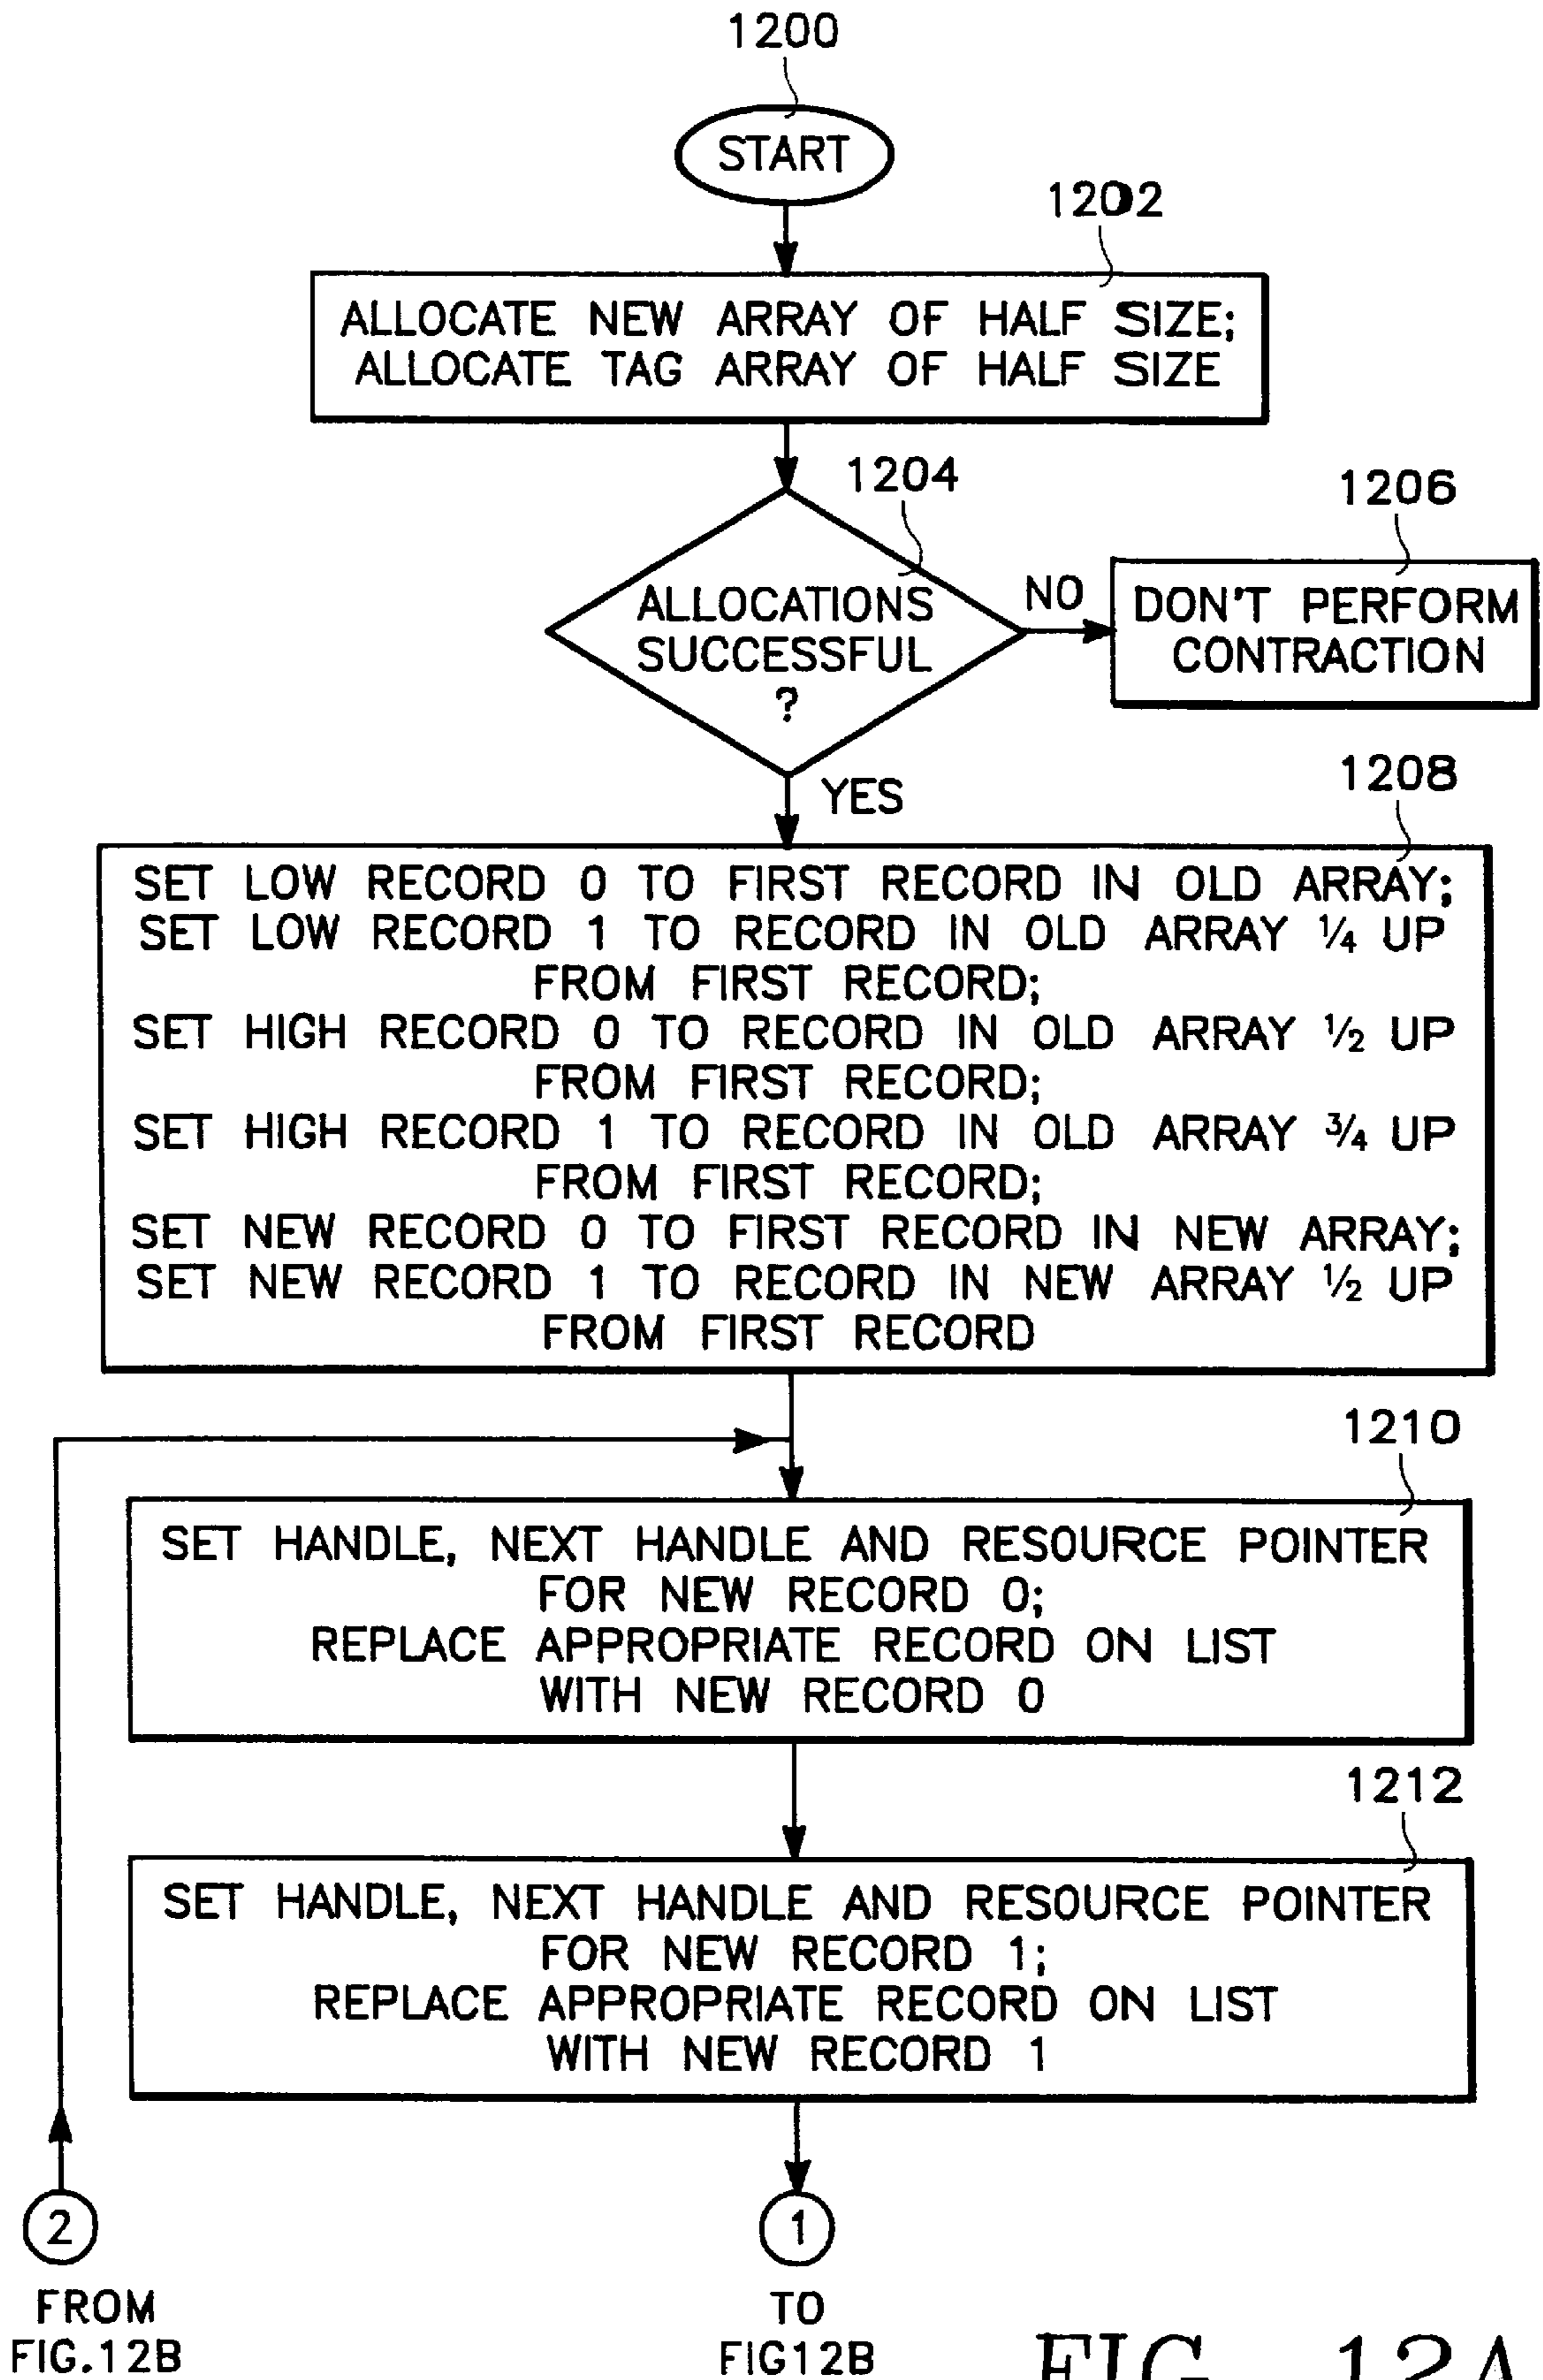 1200
START
1202
ALLOCATE NEW ARRAY OF HALF SIZE;
ALLOCATE TAG ARRAY OF HALF SIZE
1204
1206
ALLOCATIONS
SUCCESSFUL
?
NO
DON'T PERFORM
CONTRACTION
YES
1208
SET LOW RECORD 0 TO FIRST RECORD IN OLD ARRAY;
SET LOW RECORD 1 TO RECORD IN OLD ARRAY ¼ UP
FROM FIRST RECORD;
SET HIGH RECORD 0 TO RECORD IN OLD ARRAY ½ UP
FROM FIRST RECORD;
SET HIGH RECORD 1 TO RECORD IN OLD ARRAY ¾ UP
FROM FIRST RECORD;
SET NEW RECORD 0 TO FIRST RECORD IN NEW ARRAY;
SET NEW RECORD 1 TO RECORD IN NEW ARRAY ½ UP
FROM FIRST RECORD
1210
SET HANDLE, NEXT HANDLE AND RESOURCE POINTER
FOR NEW RECORD 0;
REPLACE APPROPRIATE RECORD ON LIST
WITH NEW RECORD 0
1212
SET HANDLE, NEXT HANDLE AND RESOURCE POINTER
FOR NEW RECORD 1;
REPLACE APPROPRIATE RECORD ON LIST
WITH NEW RECORD 1
2
FROM
FIG.12B
1
TO
FIG12B
FIG. 12A